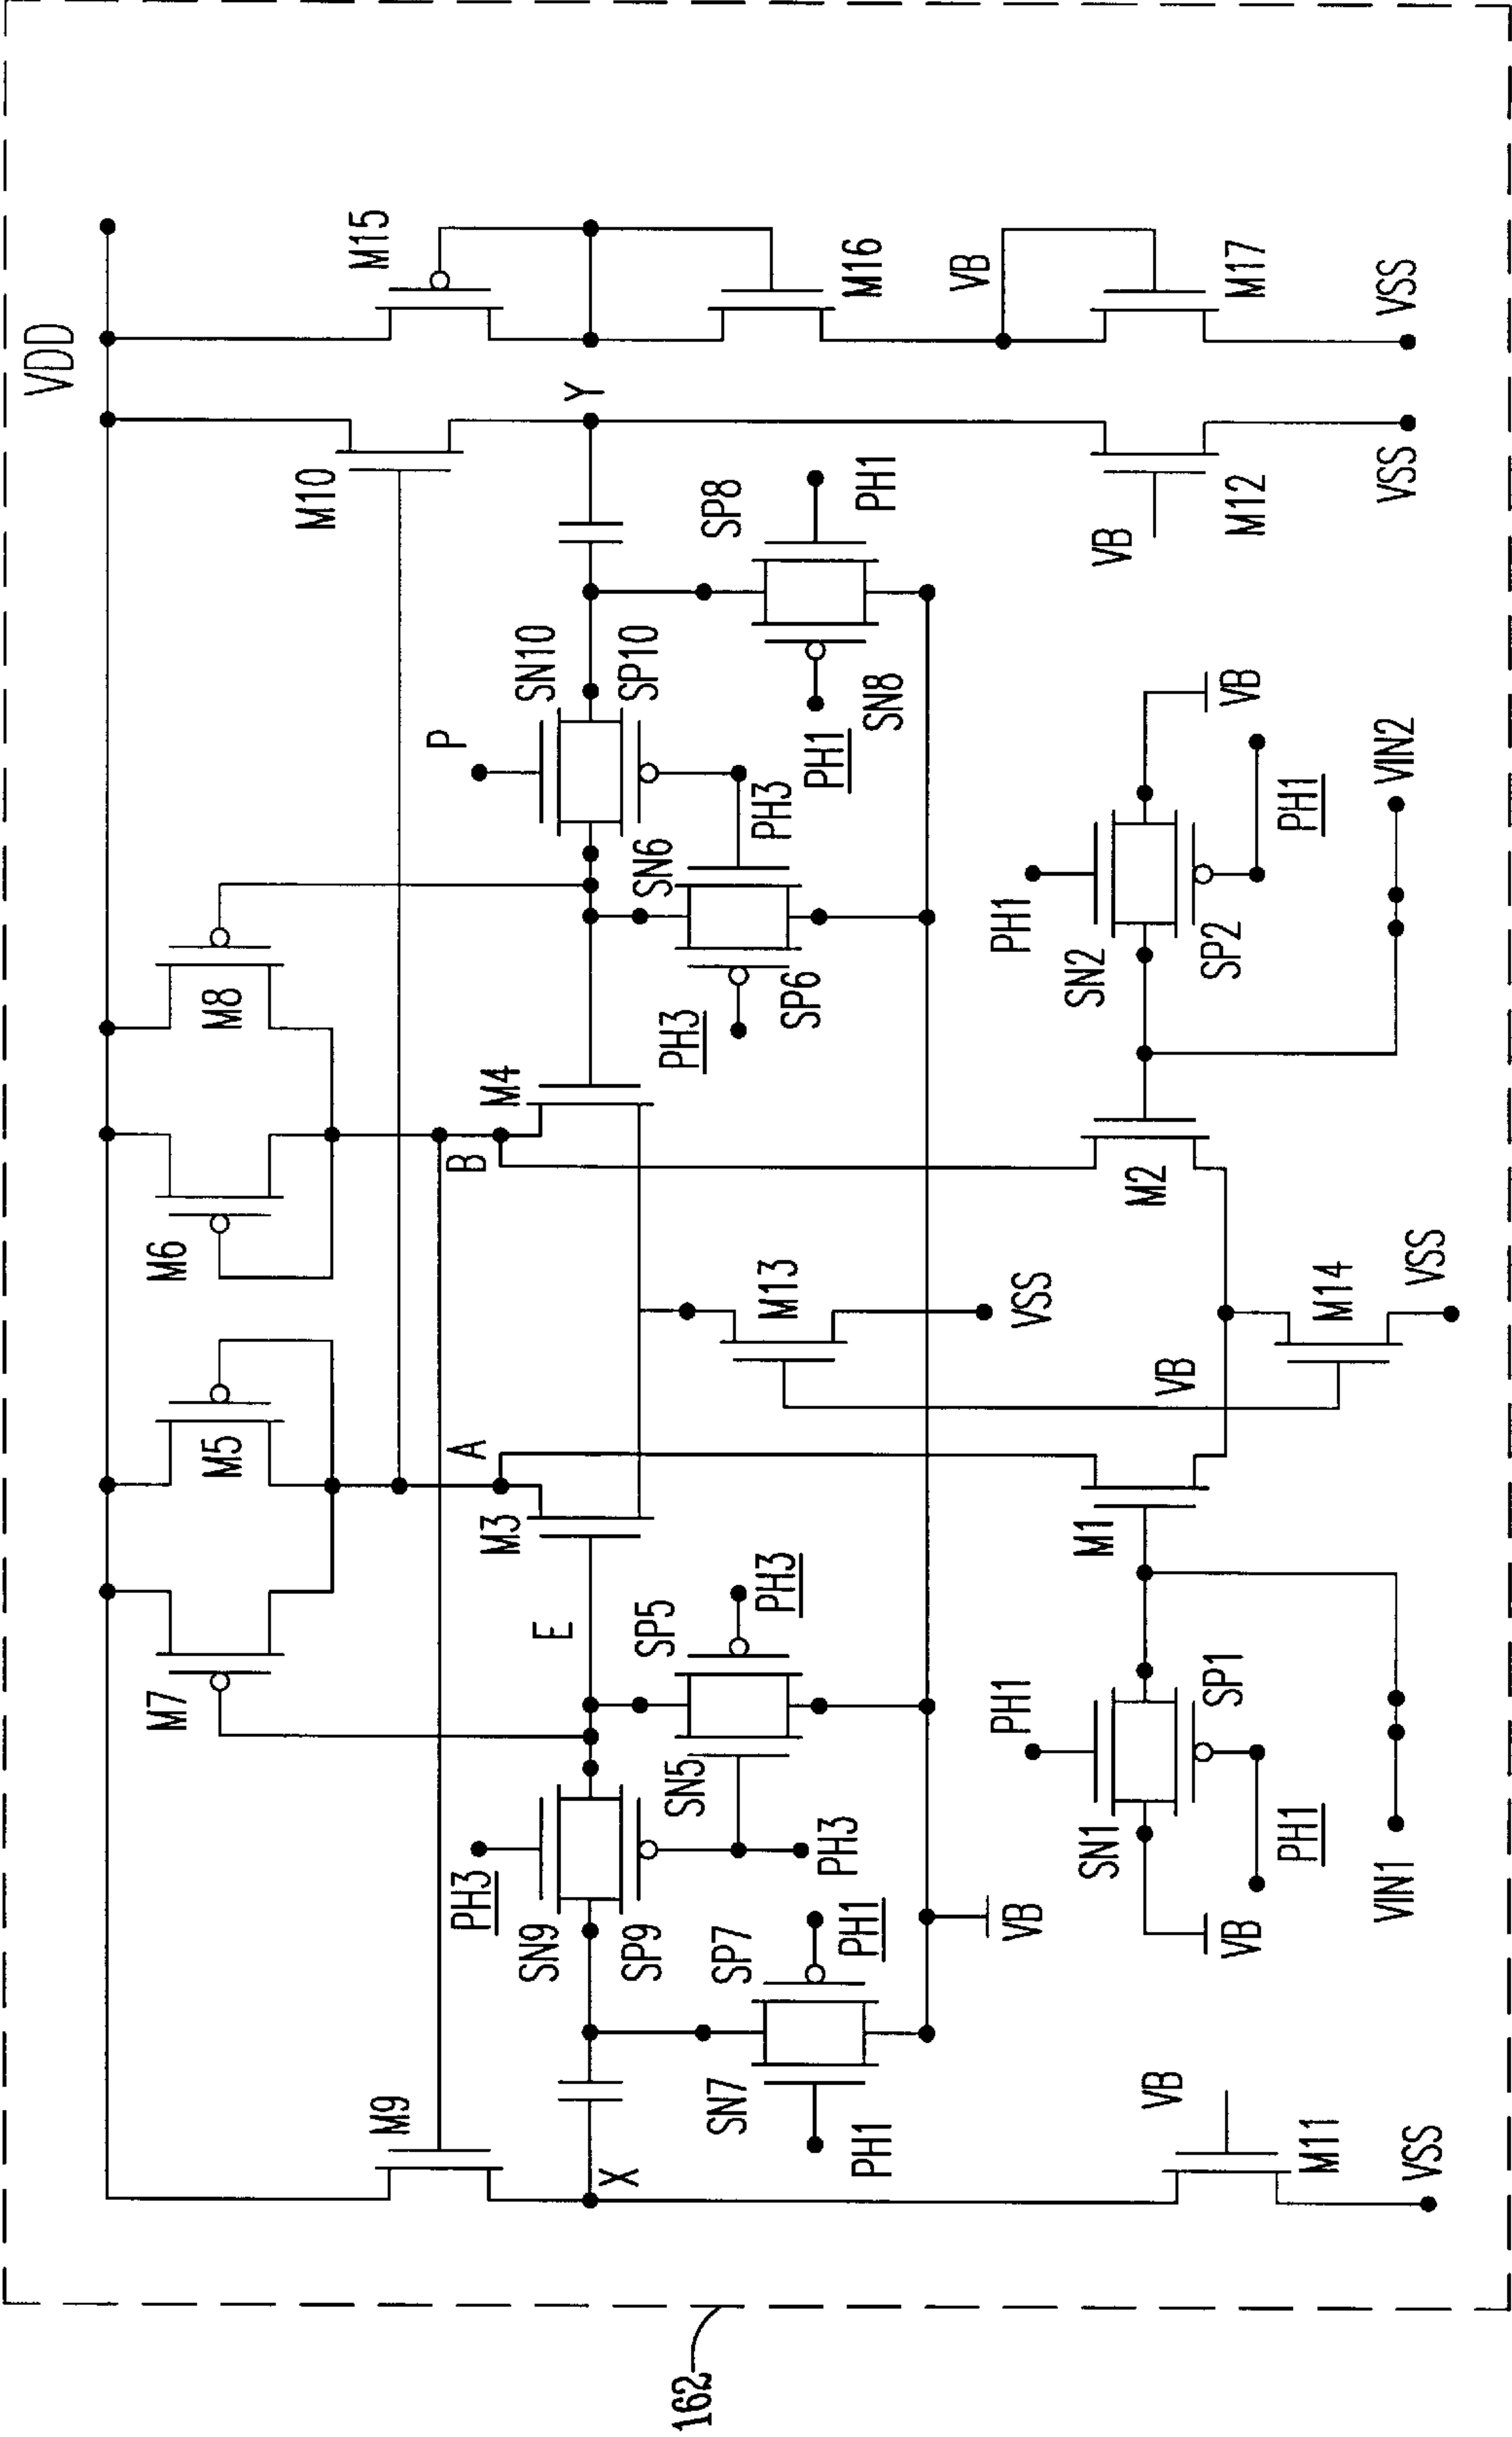 VDD
M7
M5
M6
M8
M15
M9
M10
A
B
M3
M4
E
P
Y
X
PH3
SN9
SP9
SN10
SP10
SN5
SP5
PH3
PH3
SN6
SP6
PH3
PH3
SN7
SP7
PH1
PH1
SP8
SN8
PH1
PH1
VB
M13
VSS
M16
VB
M17
VSS
PH1
SN1
SP1
PH1
VB
VIN1
M1
VB
M14
VSS
M2
PH1
SN2
SP2
PH1
VB
VIN2
VB
M11
VSS
VB
M12
VSS
162